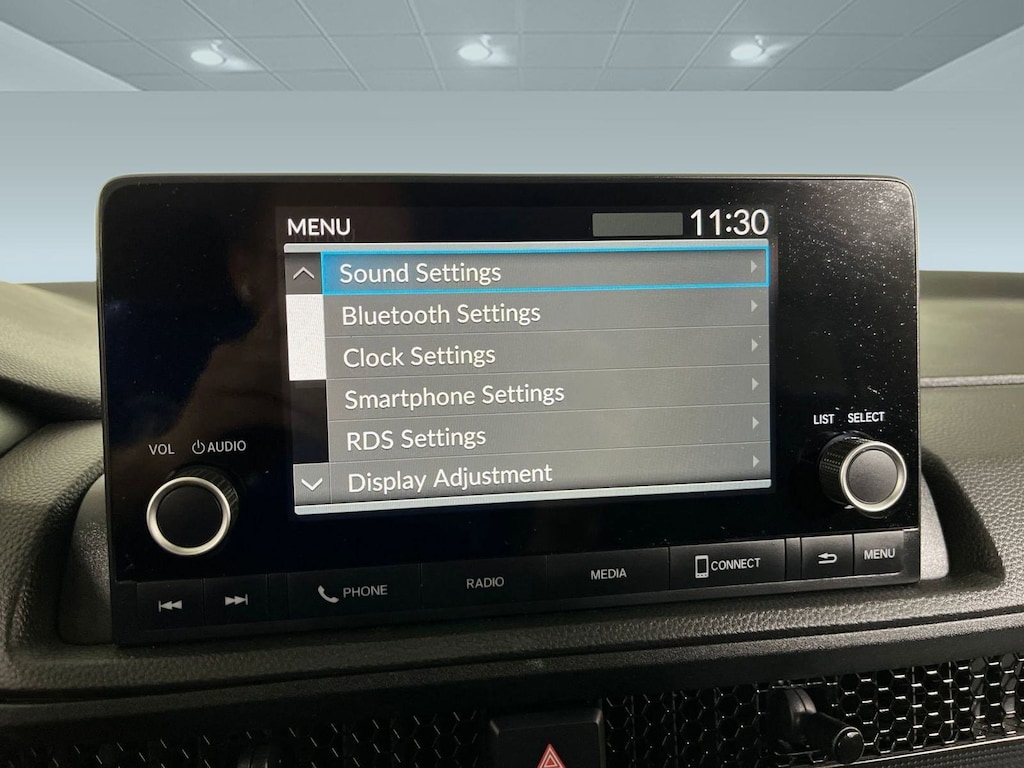 MENU
11:30
Sound Settings
Bluetooth Settings
Clock Settings
Smartphone Settings
RDS Settings
Display Adjustment
VOL
AUDIO
LIST SELECT
PHONE
RADIO
MEDIA
CONNECT
MENU